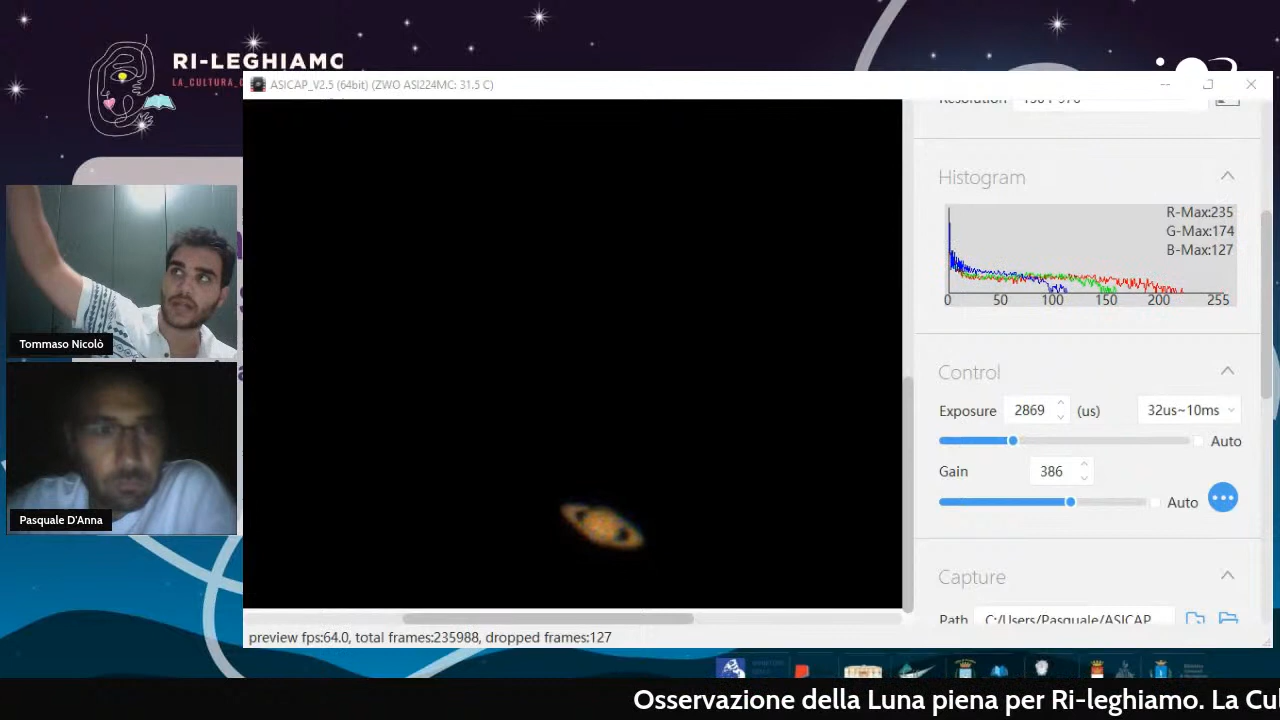 RI-LEGHIAMO
LA_CULTURA_
ASICAP_V2.5 (64bit) (ZWO ASI224MC: 31.5 C)
Resolution
Histogram
R-Max:235
G-Max:174
B-Max:127
0 50 100 150 200 255
Control
Exposure 2869 (us) 32us~10ms
Auto
Gain 386
Auto
Capture
Path C:/Users/Pasquale/ASICAP
Tommaso Nicolò
Pasquale D'Anna
preview fps:64.0, total frames:235988, dropped frames:127
Osservazione della Luna piena per Ri-leghiamo. La Cu